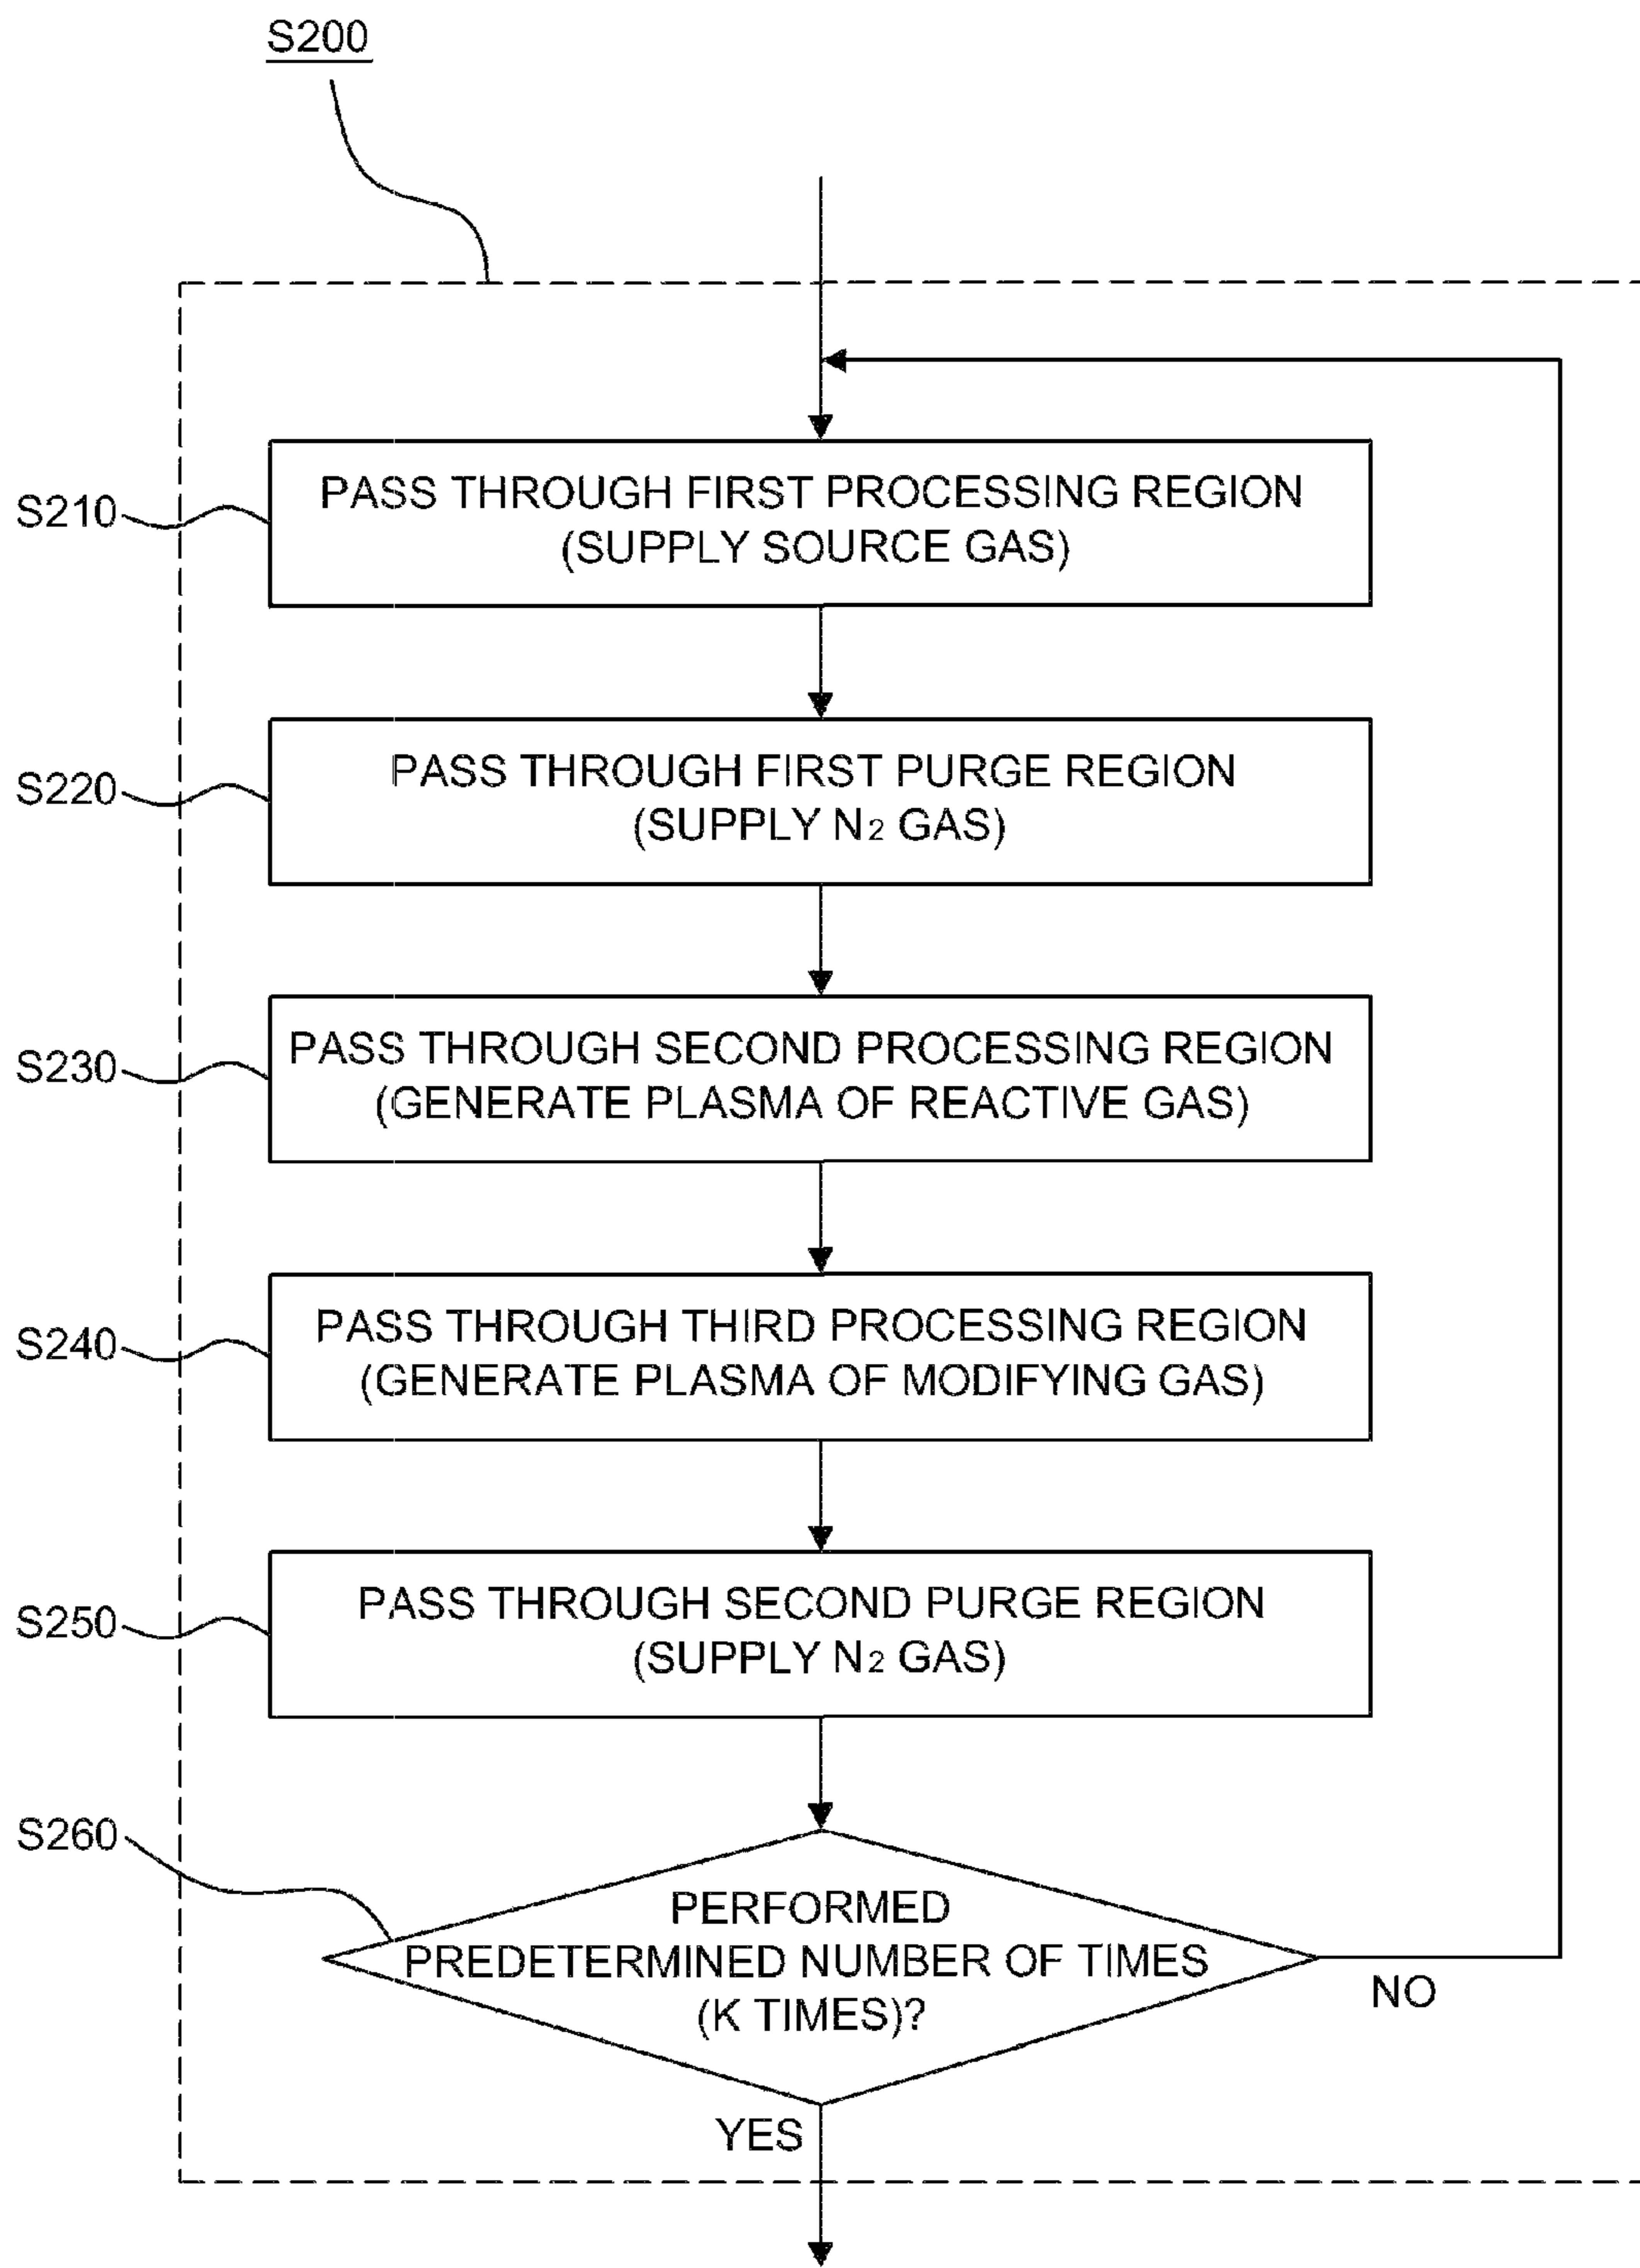 S200
S210
PASS THROUGH FIRST PROCESSING REGION
(SUPPLY SOURCE GAS)
S220
PASS THROUGH FIRST PURGE REGION
(SUPPLY N₂ GAS)
S230
PASS THROUGH SECOND PROCESSING REGION
(GENERATE PLASMA OF REACTIVE GAS)
S240
PASS THROUGH THIRD PROCESSING REGION
(GENERATE PLASMA OF MODIFYING GAS)
S250
PASS THROUGH SECOND PURGE REGION
(SUPPLY N₂ GAS)
S260
PERFORMED
PREDETERMINED NUMBER OF TIMES
(K TIMES)?
NO
YES